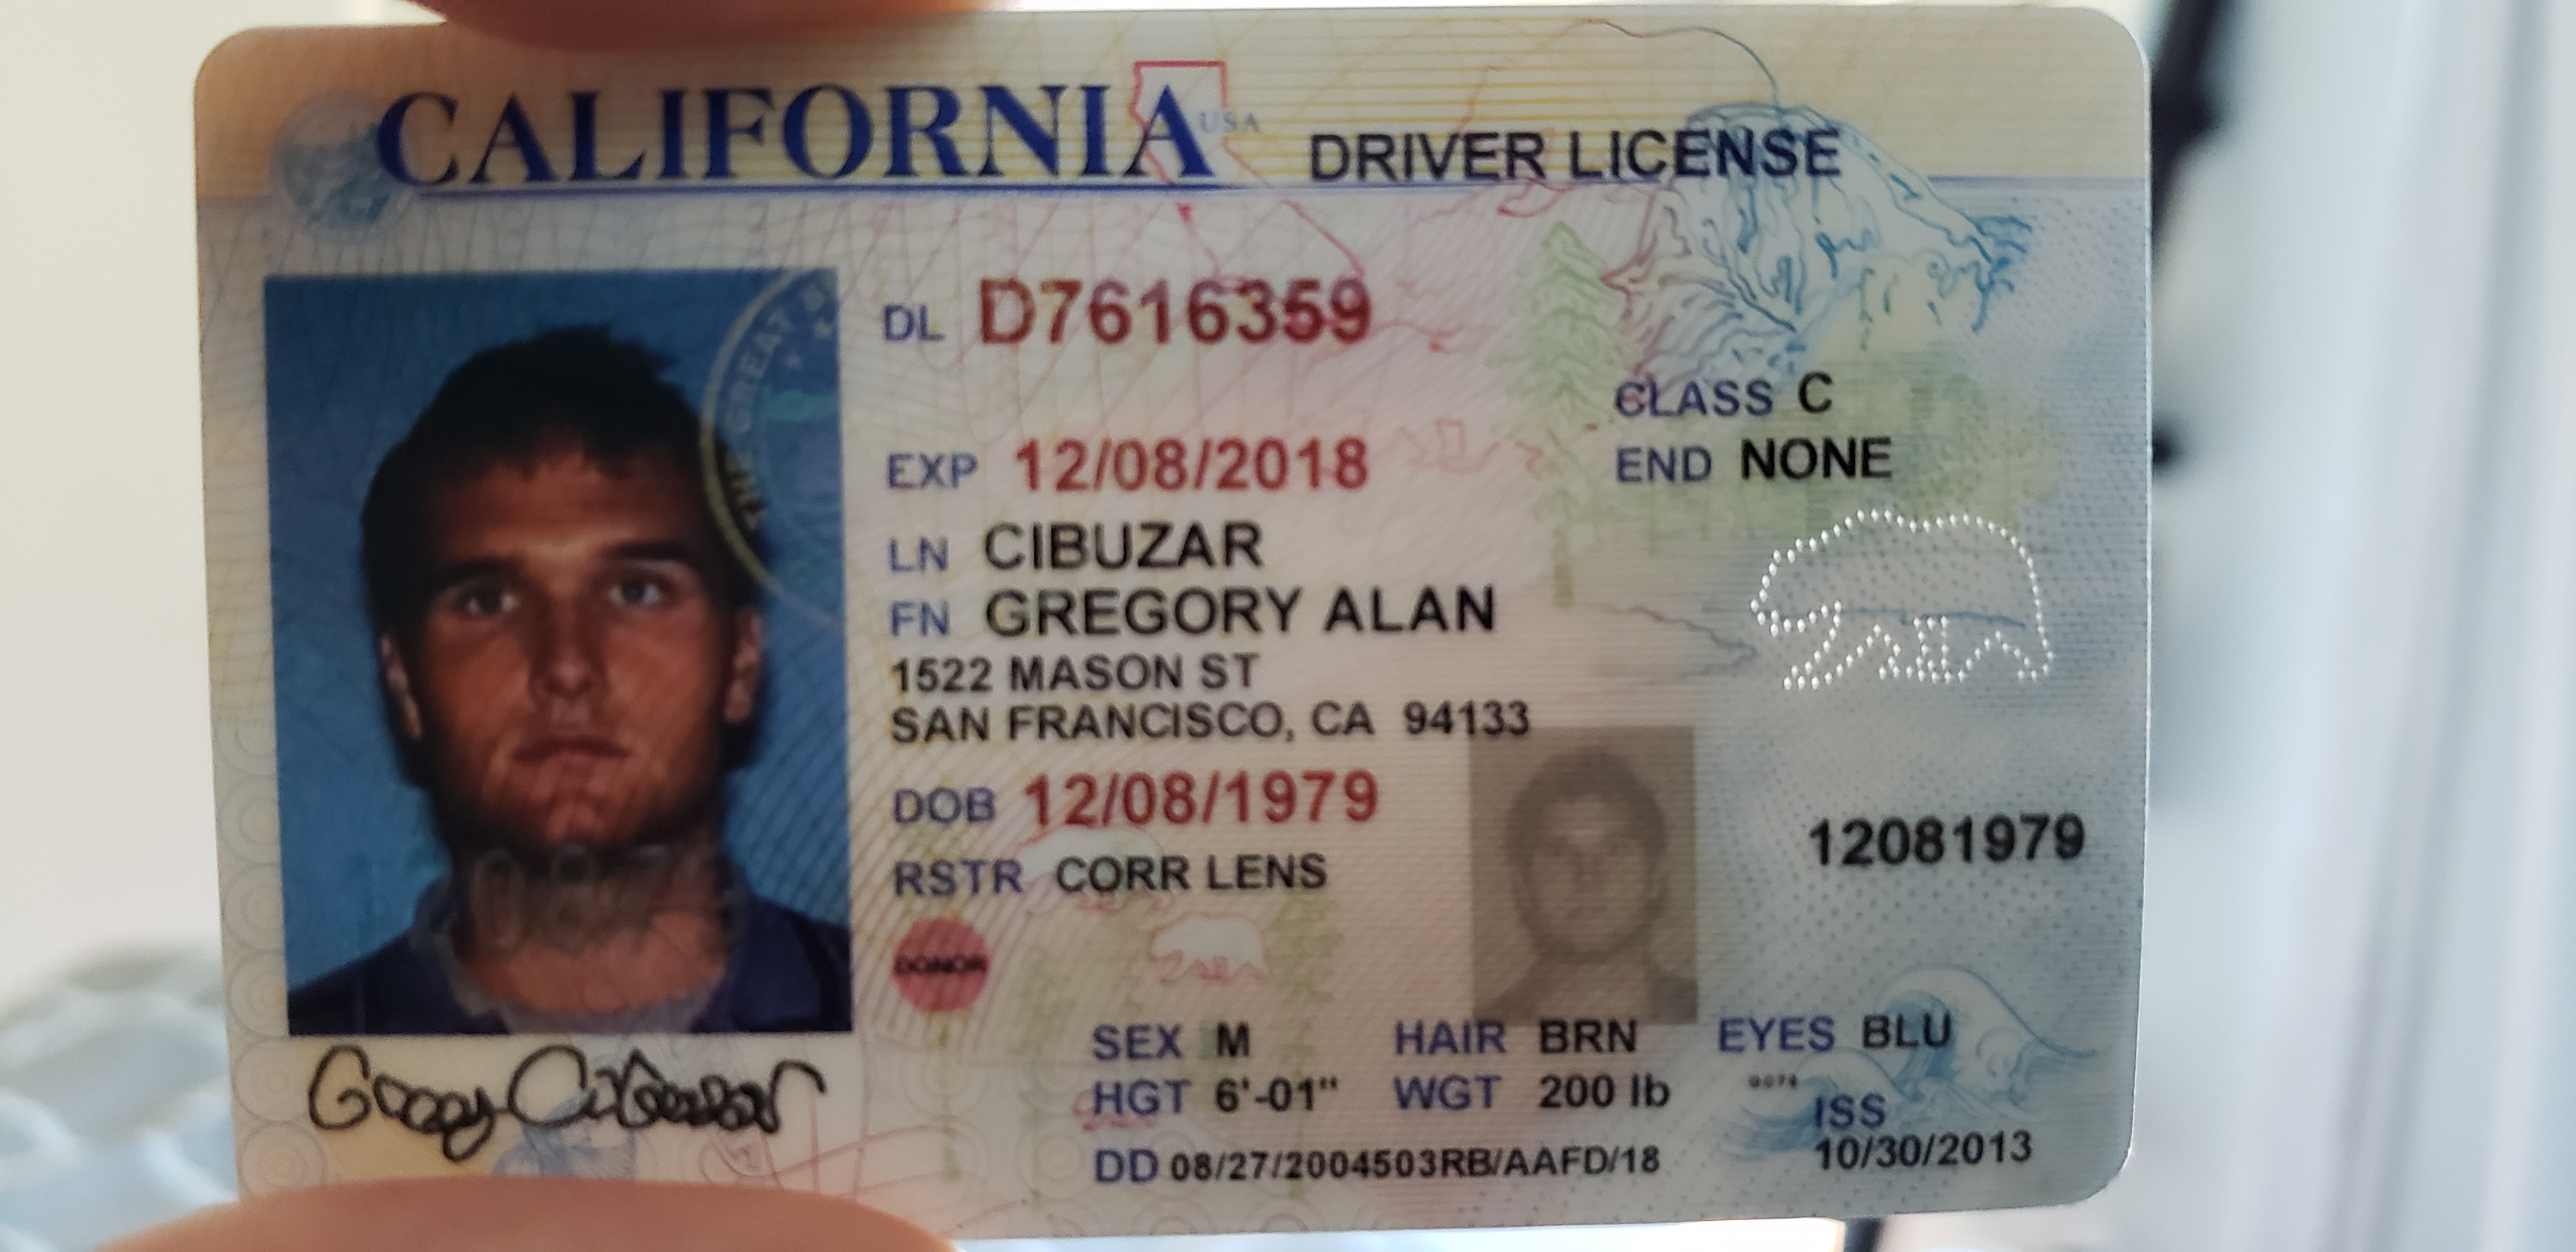 CALIFORNIA USA DRIVER LICENSE
THE GREAT
DL D7616359
CLASS C
EXP 12/08/2018
END NONE
LN CIBUZAR
FN GREGORY ALAN
1522 MASON ST
SAN FRANCISCO, CA 94133
DOB 12/08/1979
12081979
RSTR CORR LENS
DONOR
SEX M HAIR BRN EYES BLU
HGT 6'-01" WGT 200 lb
ISS
DD 08/27/2004503RB/AAFD/18
10/30/2013